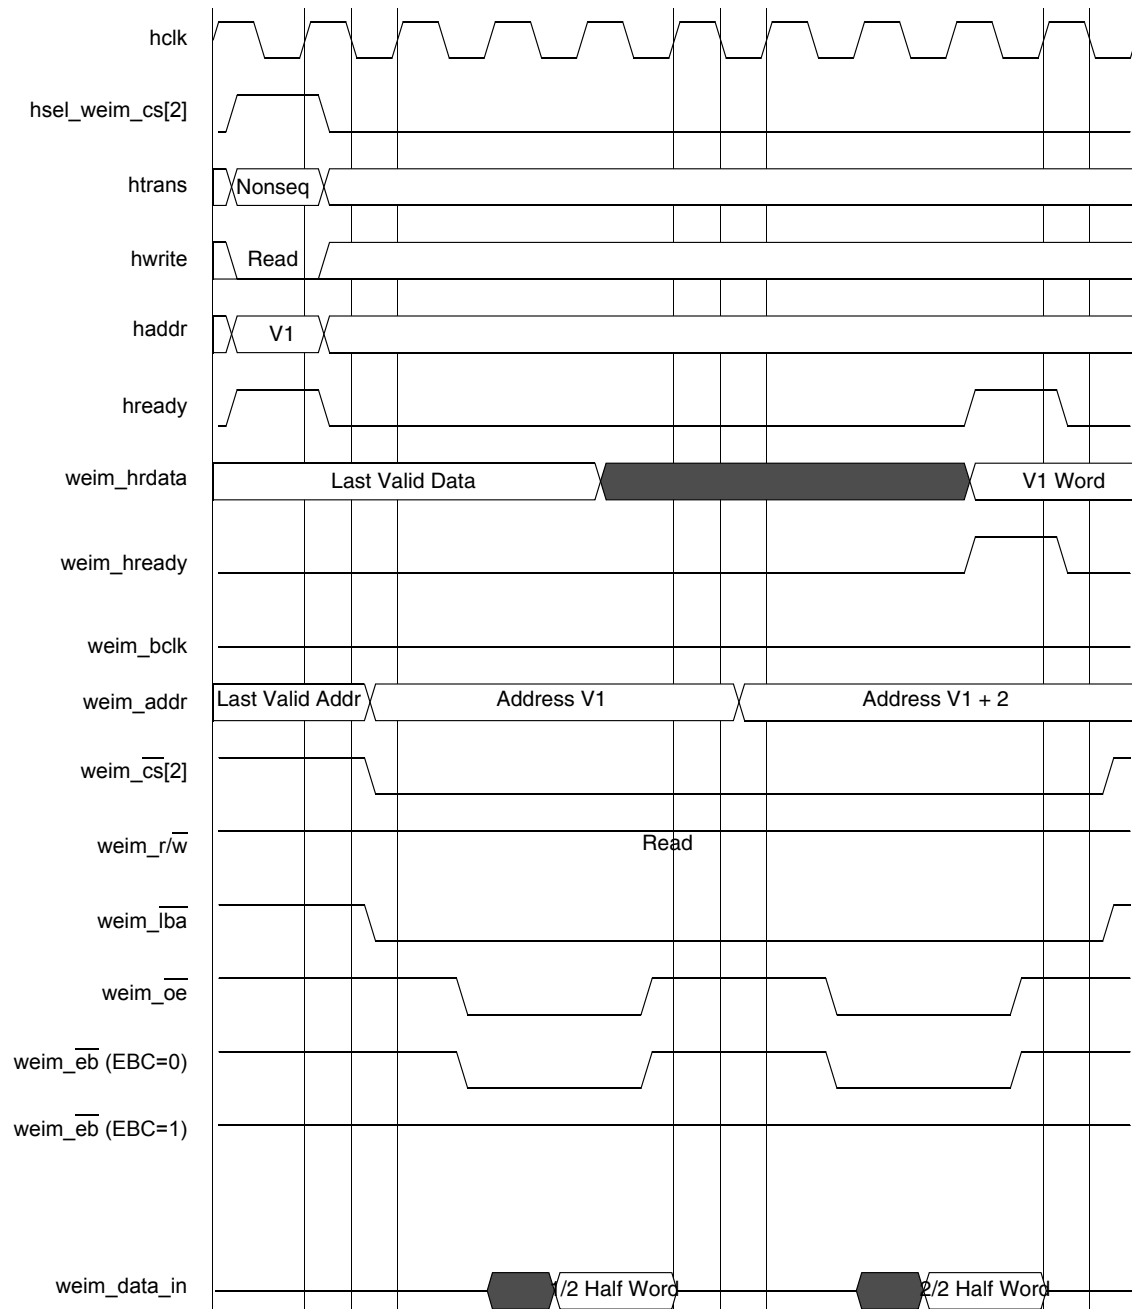 hclk
hsel_weim_cs[2]
htrans Nonseq
hwrite Read
haddr V1
hready
weim_hrdata Last Valid Data V1 Word
weim_hready
weim_bclk
weim_addr Last Valid Addr Address V1 Address V1 + 2
weim_cs[2]
weim_r/w Read
weim_lba
weim_oe
weim_eb (EBC=0)
weim_eb (EBC=1)
weim_data_in 1/2 Half Word 2/2 Half Word